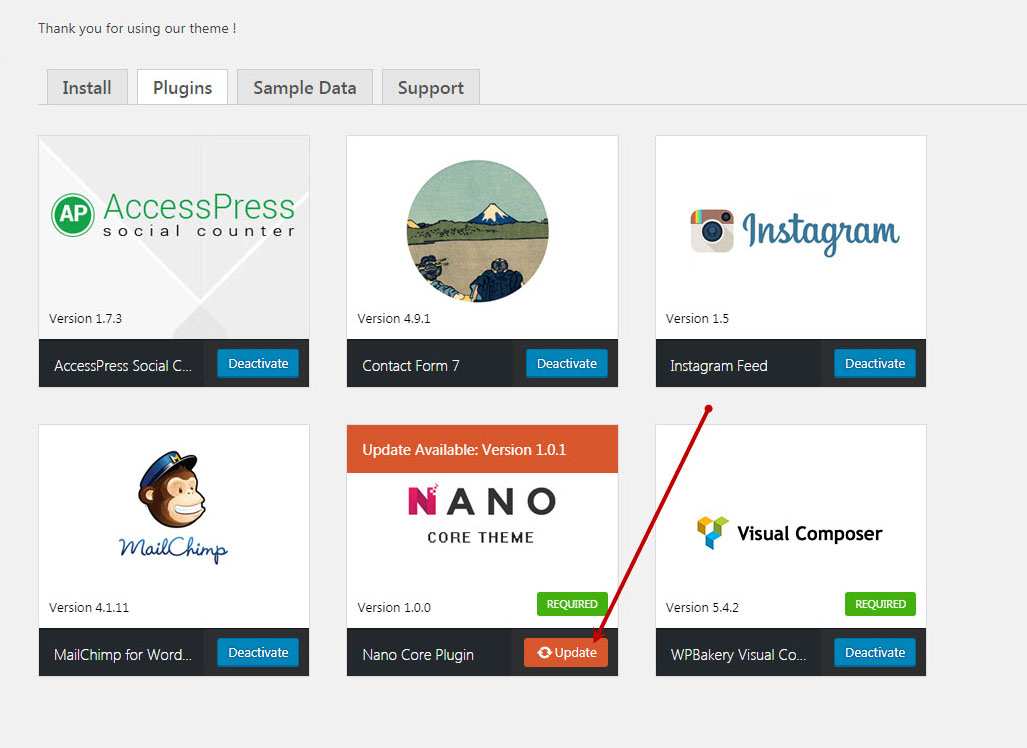 Thank you for using our theme !
Install
Plugins
Sample Data
Support
AP AccessPress
social counter
Version 1.7.3
AccessPress Social C...
Deactivate
Version 4.9.1
Contact Form 7
Deactivate
Instagram
Version 1.5
Instagram Feed
Deactivate
MailChimp
Version 4.1.11
MailChimp for Word...
Deactivate
Update Available: Version 1.0.1
NANO
CORE THEME
Version 1.0.0
REQUIRED
Nano Core Plugin
Update
Visual Composer
Version 5.4.2
REQUIRED
WPBakery Visual Co...
Deactivate